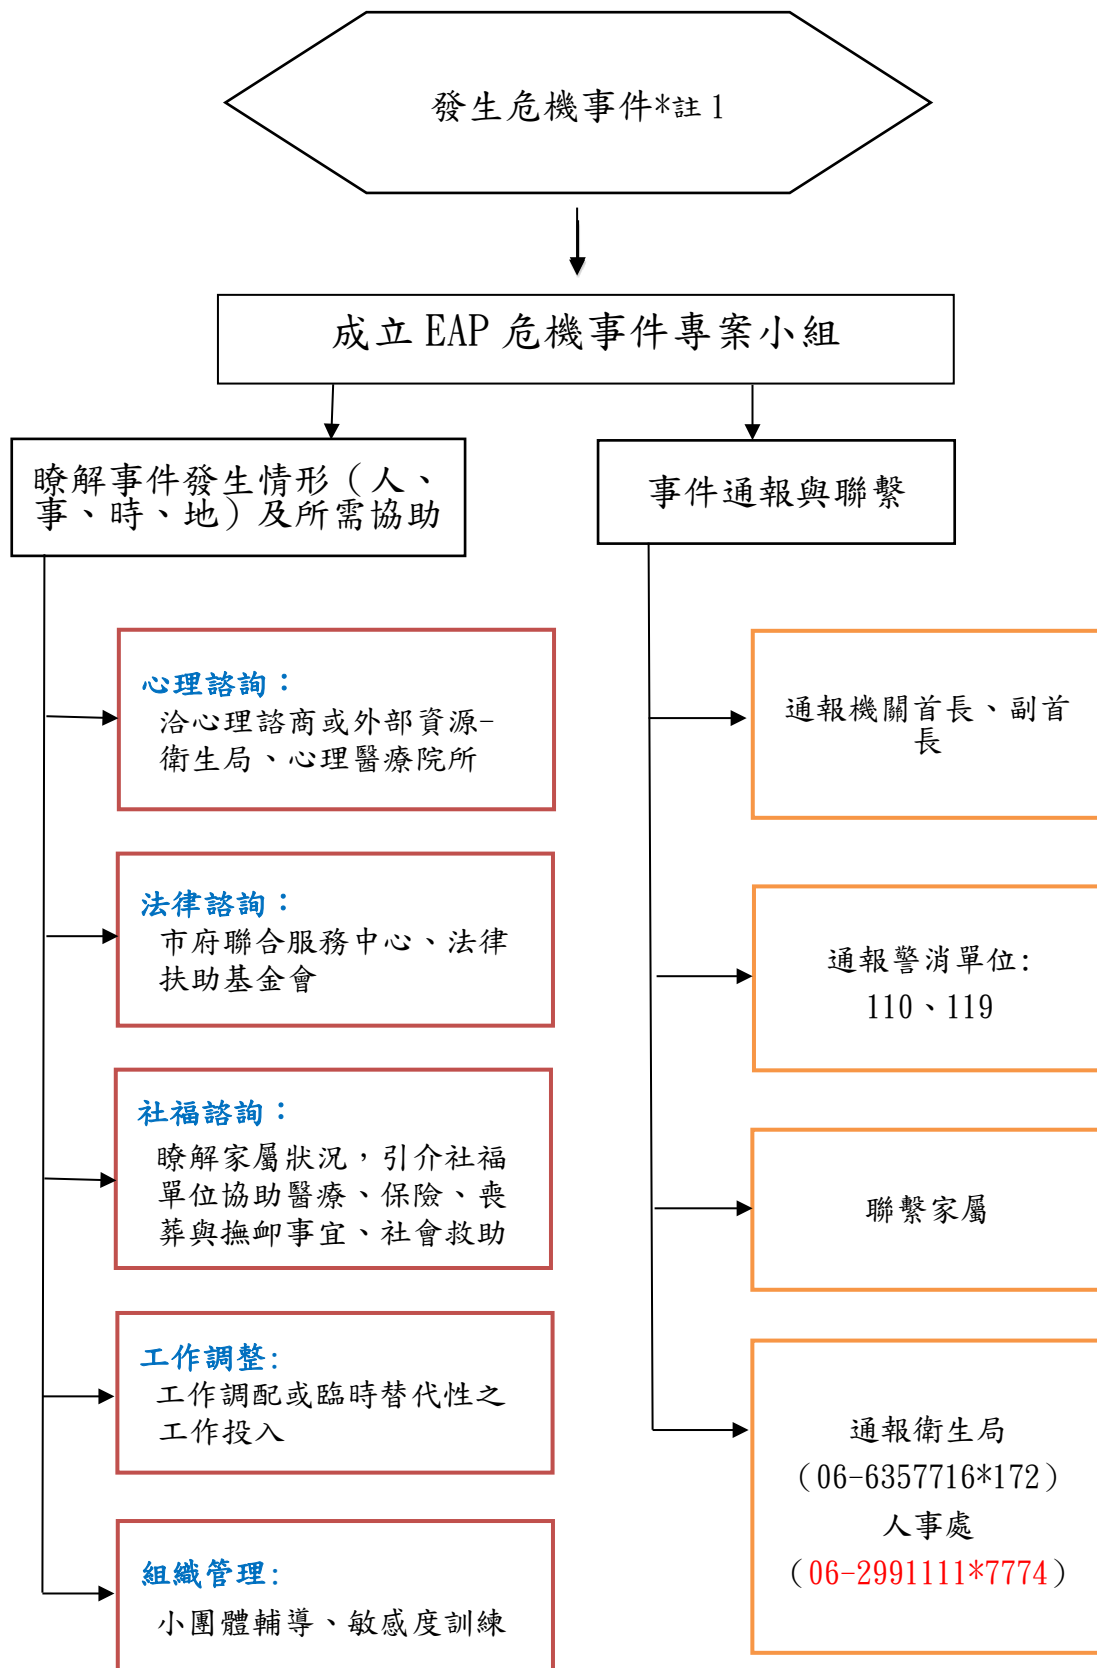 發生危機事件*註 1
成立 EAP 危機事件專案小組
瞭解事件發生情形（人、
事、時、地）及所需協助
心理諮詢：
洽心理諮商或外部資源-
衛生局、心理醫療院所
法律諮詢：
市府聯合服務中心、法律
扶助基金會
社福諮詢：
瞭解家屬狀況，引介社福
單位協助醫療、保險、喪
葬與撫卹事宜、社會救助
工作調整:
工作調配或臨時替代性之
工作投入
組織管理:
小團體輔導、敏感度訓練
事件通報與聯繫
通報機關首長、副首
長
通報警消單位:
110、119
聯繫家屬
通報衛生局
（06-6357716*172）
人事處
（06-2991111*7774）